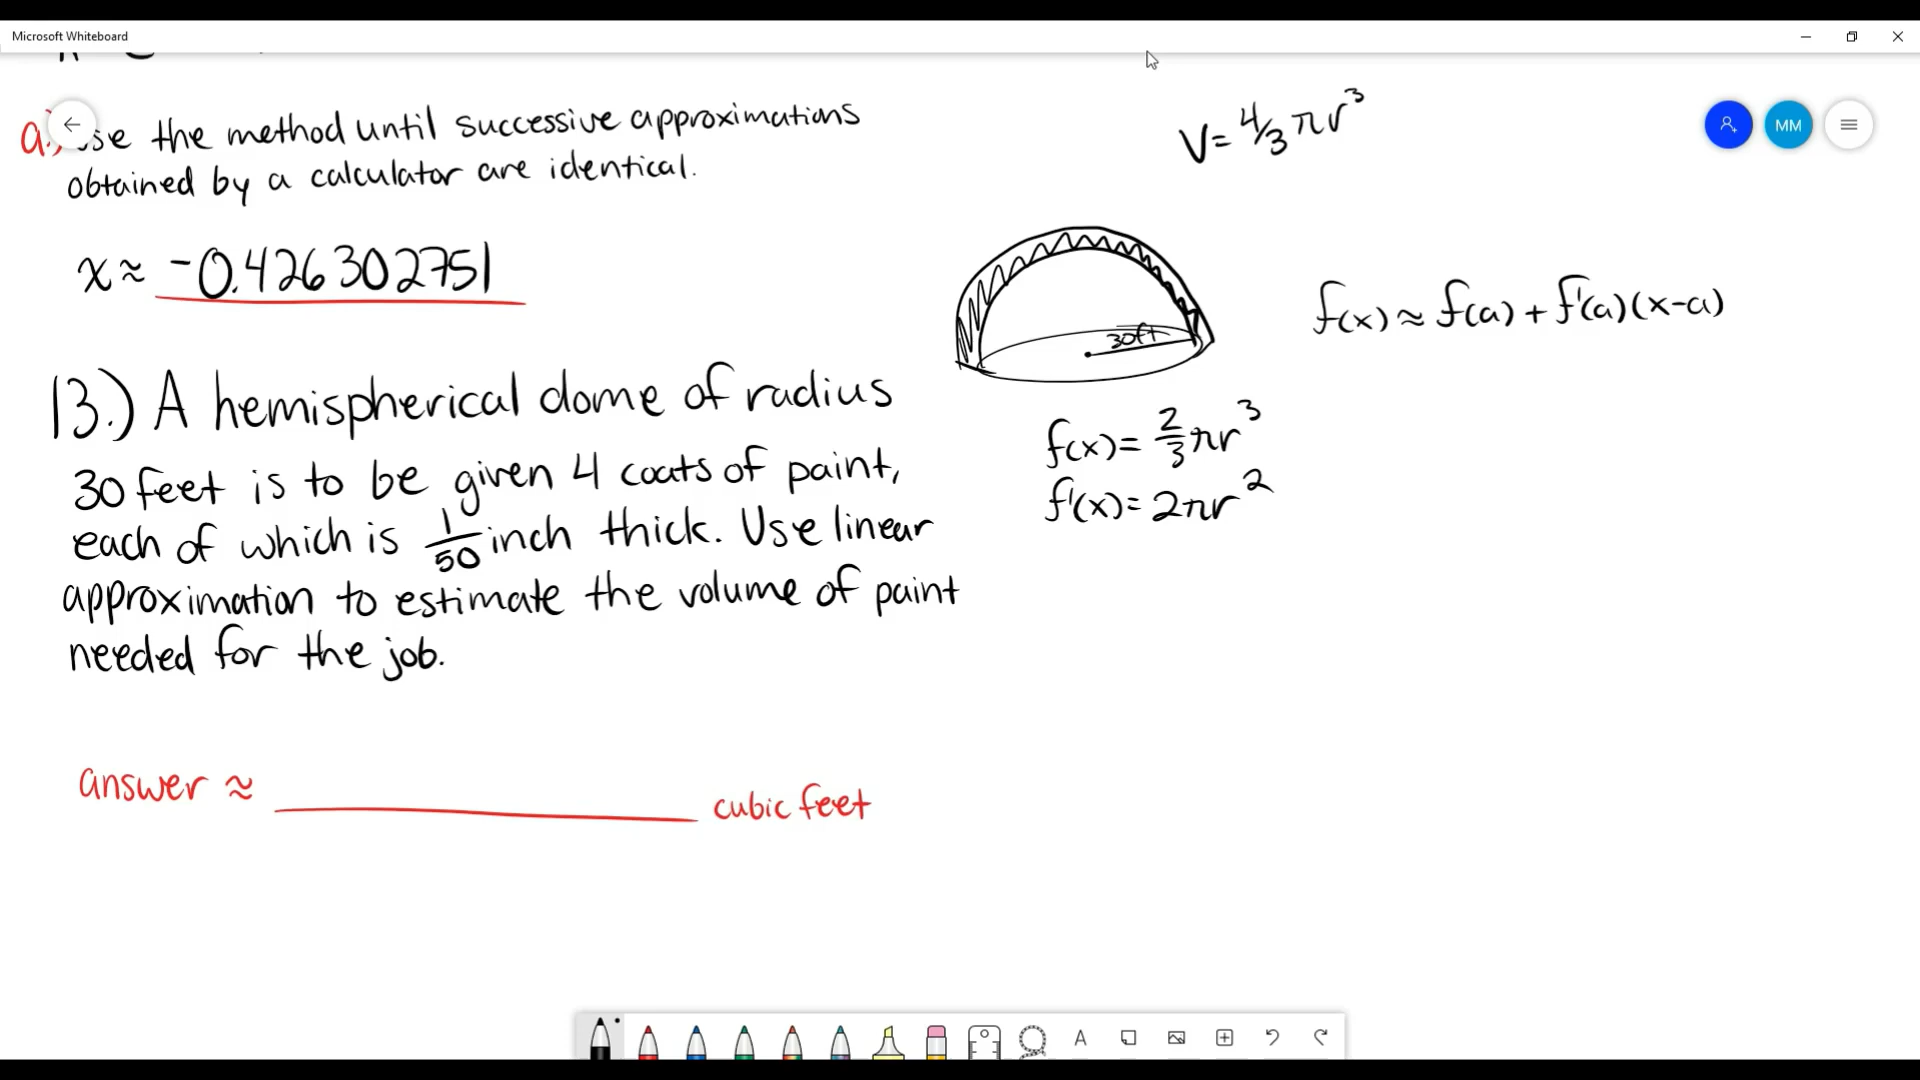 Microsoft Whiteboard
a.) use the method until successive approximations
obtained by a calculator are identical.
x ≈ -0.426302751
13.) A hemispherical dome of radius
30 feet is to be given 4 coats of paint,
each of which is 1/50 inch thick. Use linear
approximation to estimate the volume of paint
needed for the job.
answer ≈ cubic feet
V = 4/3 πr³
30ft
f(x) ≈ f(a) + f'(a)(x-a)
f(x) = 2/3 πr³
f'(x) = 2πr²
MM
A